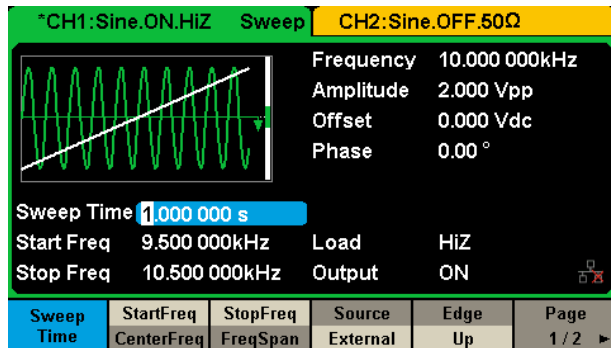 *CH1:Sine.ON.HiZ Sweep CH2:Sine.OFF.50Ω
Frequency 10.000 000kHz
Amplitude 2.000 Vpp
Offset 0.000 Vdc
Phase 0.00 °
Sweep Time 1.000 000 s
Start Freq 9.500 000kHz Load HiZ
Stop Freq 10.500 000kHz Output ON
Sweep Time StartFreq CenterFreq StopFreq FreqSpan Source External Edge Up Page 1/2 ►